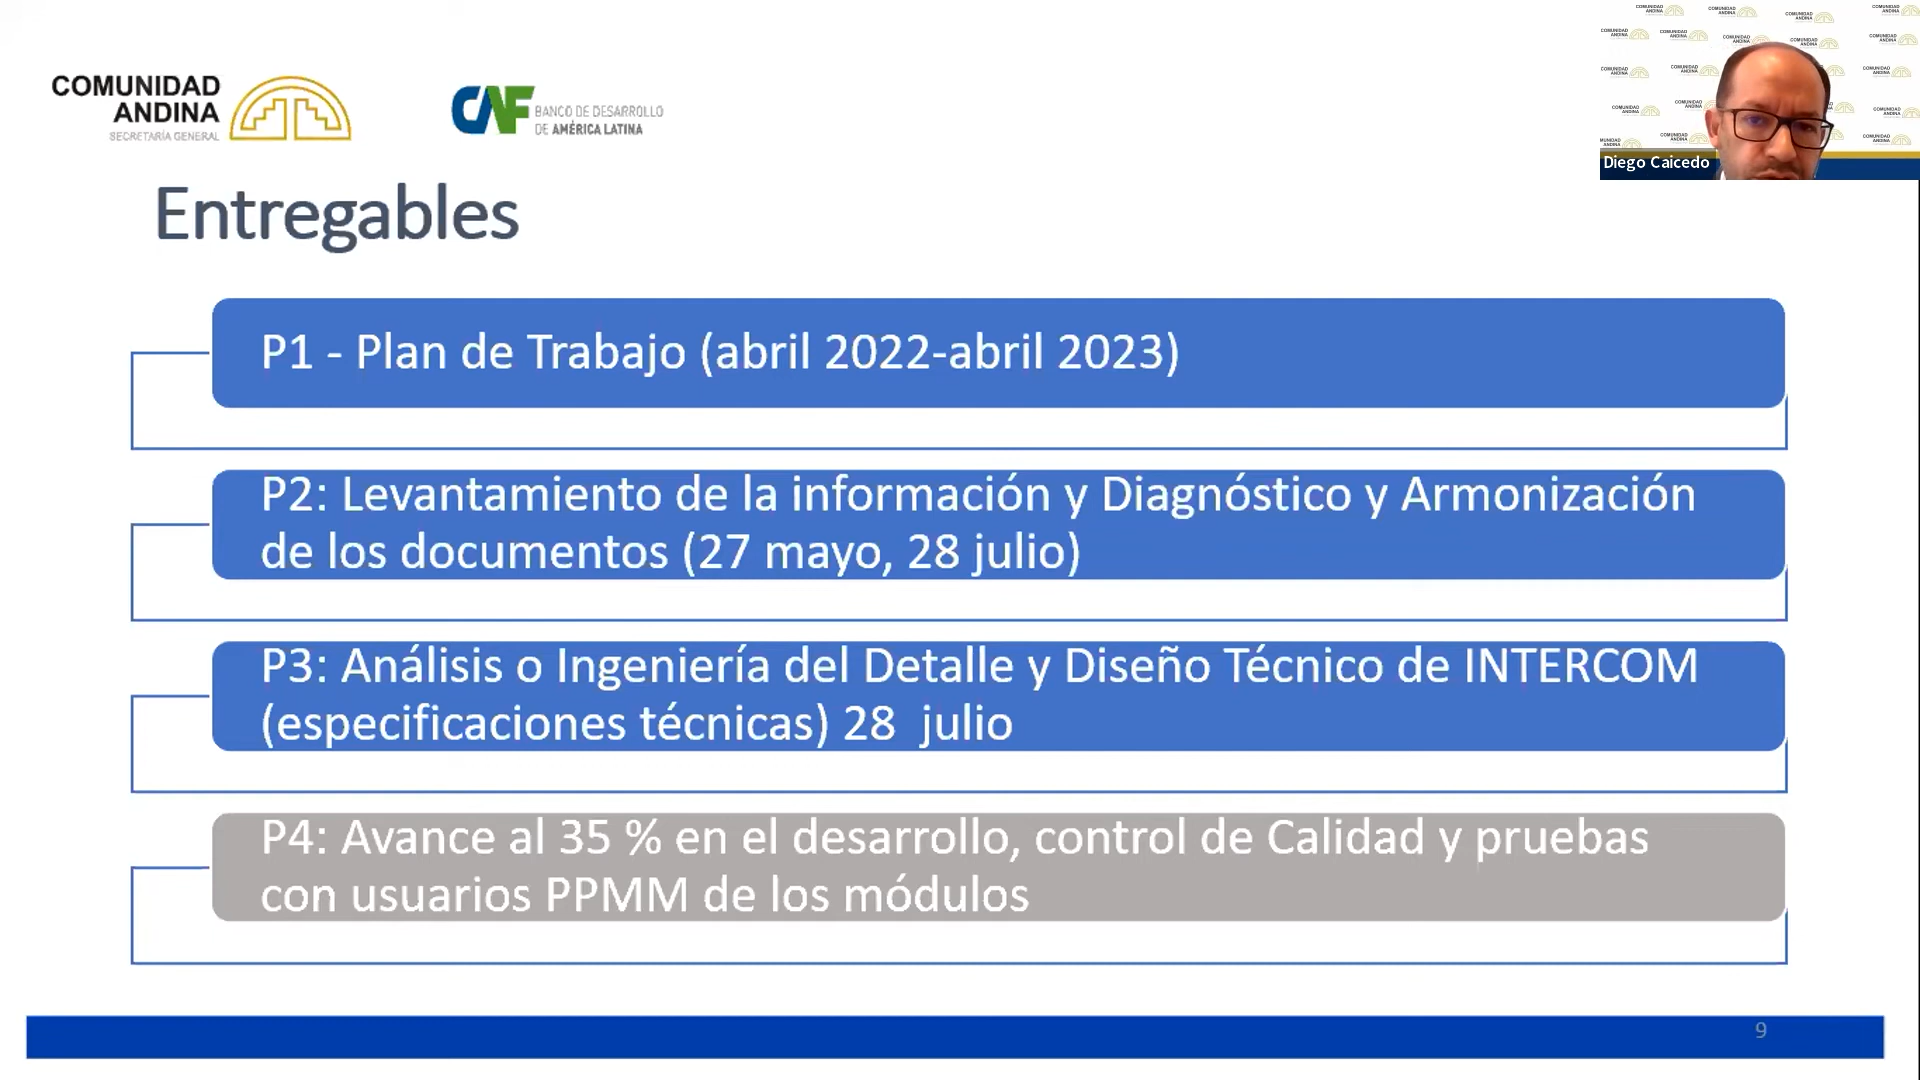 COMUNIDAD
ANDINA
SECRETARÍA GENERAL
CAF BANCO DE DESARROLLO
DE AMÉRICA LATINA
Diego Caicedo
Entregables
P1 - Plan de Trabajo (abril 2022-abril 2023)
P2: Levantamiento de la información y Diagnóstico y Armonización
de los documentos (27 mayo, 28 julio)
P3: Análisis o Ingeniería del Detalle y Diseño Técnico de INTERCOM
(especificaciones técnicas) 28  julio
P4: Avance al 35 % en el desarrollo, control de Calidad y pruebas
con usuarios PPMM de los módulos
9